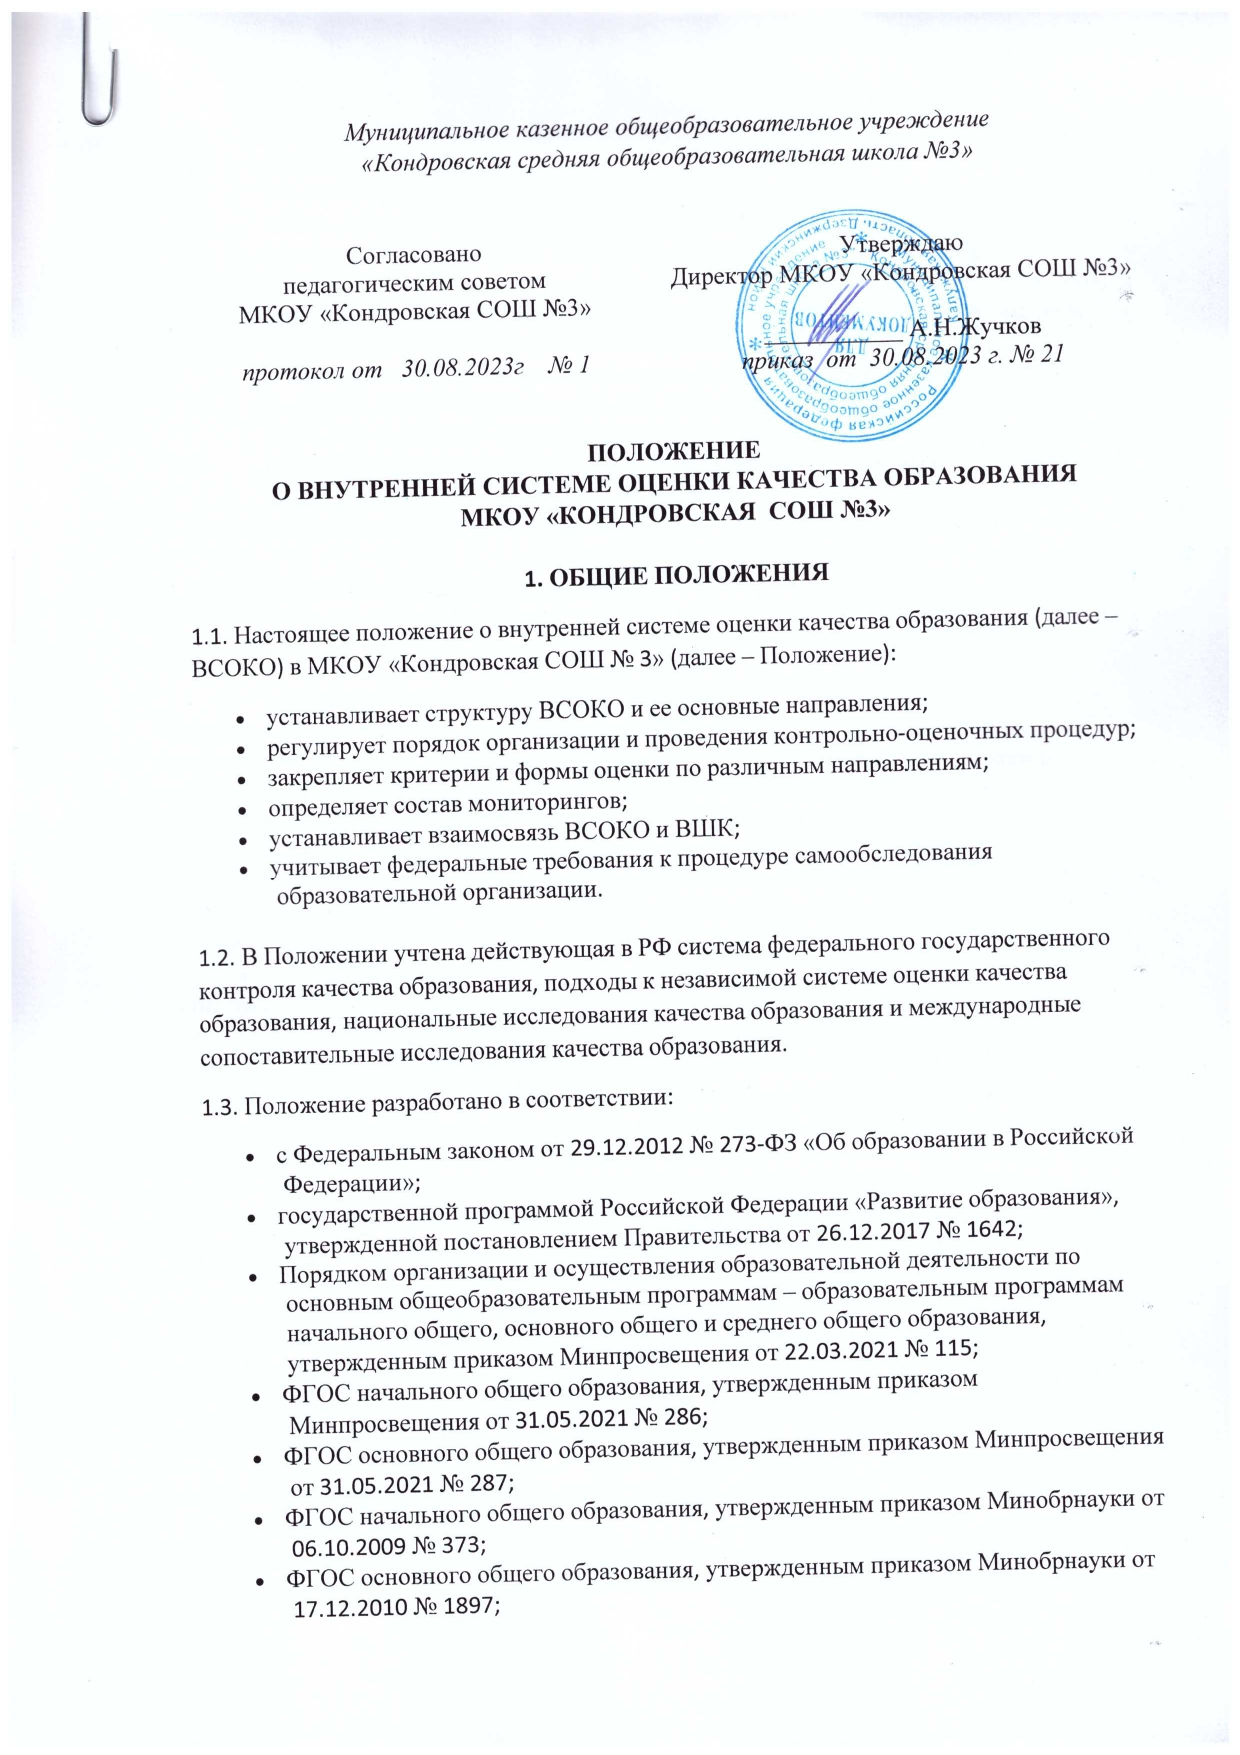 Муниципальное казенное общеобразовательное учреждение
«Кондровская средняя общеобразовательная школа №3»
Согласовано
педагогическим советом
МКОУ «Кондровская СОШ №3»
протокол от 30.08.2023г № 1
Утверждаю
Директор МКОУ «Кондровская СОШ №3»
____________ А.Н.Жучков
приказ от 30.08.2023 г. № 21
Российская федерация
ДЛЯ
ДОКУМЕНТОВ
ПОЛОЖЕНИЕ
О ВНУТРЕННЕЙ СИСТЕМЕ ОЦЕНКИ КАЧЕСТВА ОБРАЗОВАНИЯ
МКОУ «КОНДРОВСКАЯ СОШ №3»
1. ОБЩИЕ ПОЛОЖЕНИЯ
1.1. Настоящее положение о внутренней системе оценки качества образования (далее –
ВСОКО) в МКОУ «Кондровская СОШ № 3» (далее – Положение):
• устанавливает структуру ВСОКО и ее основные направления;
• регулирует порядок организации и проведения контрольно-оценочных процедур;
• закрепляет критерии и формы оценки по различным направлениям;
• определяет состав мониторингов;
• устанавливает взаимосвязь ВСОКО и ВШК;
• учитывает федеральные требования к процедуре самообследования
образовательной организации.
1.2. В Положении учтена действующая в РФ система федерального государственного
контроля качества образования, подходы к независимой системе оценки качества
образования, национальные исследования качества образования и международные
сопоставительные исследования качества образования.
1.3. Положение разработано в соответствии:
• с Федеральным законом от 29.12.2012 № 273-ФЗ «Об образовании в Российской
Федерации»;
• государственной программой Российской Федерации «Развитие образования»,
утвержденной постановлением Правительства от 26.12.2017 № 1642;
• Порядком организации и осуществления образовательной деятельности по
основным общеобразовательным программам – образовательным программам
начального общего, основного общего и среднего общего образования,
утвержденным приказом Минпросвещения от 22.03.2021 № 115;
• ФГОС начального общего образования, утвержденным приказом
Минпросвещения от 31.05.2021 № 286;
• ФГОС основного общего образования, утвержденным приказом Минпросвещения
от 31.05.2021 № 287;
• ФГОС начального общего образования, утвержденным приказом Минобрнауки от
06.10.2009 № 373;
• ФГОС основного общего образования, утвержденным приказом Минобрнауки от
17.12.2010 № 1897;